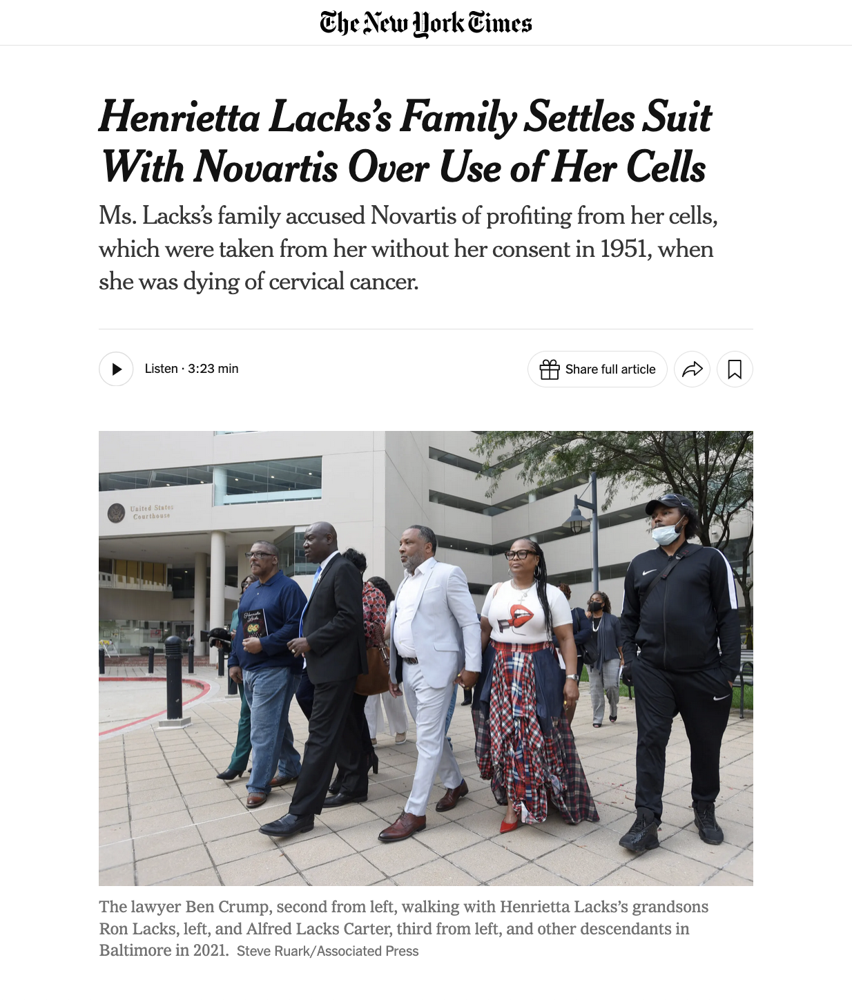 The New York Times
Henrietta Lacks's Family Settles Suit
With Novartis Over Use of Her Cells
Ms. Lacks’s family accused Novartis of profiting from her cells,
which were taken from her without her consent in 1951, when
she was dying of cervical cancer.
Listen · 3:23 min
Share full article
United States
Courthouse
Henrietta
Lacks
The lawyer Ben Crump, second from left, walking with Henrietta Lacks’s grandsons
Ron Lacks, left, and Alfred Lacks Carter, third from left, and other descendants in
Baltimore in 2021. Steve Ruark/Associated Press